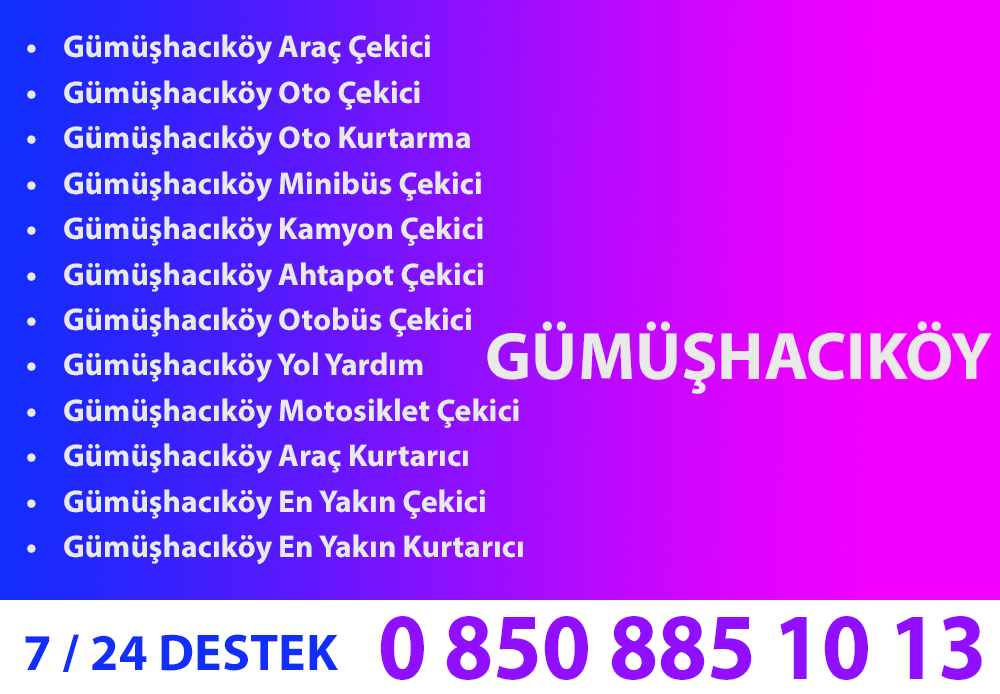 • Gümüşhacıköy Araç Çekici
• Gümüşhacıköy Oto Çekici
• Gümüşhacıköy Oto Kurtarma
• Gümüşhacıköy Minibüs Çekici
• Gümüşhacıköy Kamyon Çekici
• Gümüşhacıköy Ahtapot Çekici
• Gümüşhacıköy Otobüs Çekici
• Gümüşhacıköy Yol Yardım
• Gümüşhacıköy Motosiklet Çekici
• Gümüşhacıköy Araç Kurtarıcı
• Gümüşhacıköy En Yakın Çekici
• Gümüşhacıköy En Yakın Kurtarıcı
GÜMÜŞHACIKÖY
7 / 24 DESTEK 0 850 885 10 13